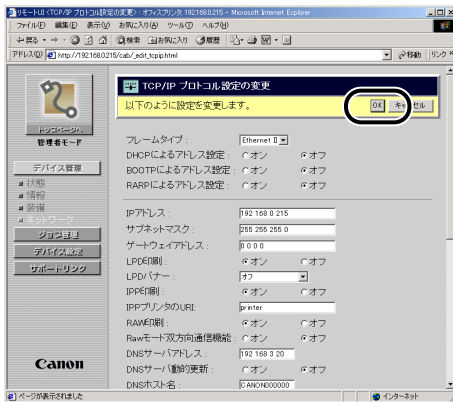 リモートUI <TCP/IP プロトコル設定の変更> : オフィスプリンタ: 192.168.0.215 - Microsoft Internet Explorer
ファイル(F) 編集(E) 表示(V) お気に入り(A) ツール(T) ヘルプ(H)
戻る 検索 お気に入り 履歴
アドレス(D) http://192.168.0.215/cab/_edit_tcpip.html 移動 リンク
TCP/IP プロトコル設定の変更
以下のように設定を変更します。 OK キャンセル
トップページへ
管理者モード
デバイス管理
状態
情報
装備
ネットワーク
ジョブ管理
デバイス設定
サポートリンク
Canon
フレームタイプ : Ethernet II
DHCPによるアドレス設定 : オン オフ
BOOTPによるアドレス設定 : オン オフ
RARPによるアドレス設定 : オン オフ
IPアドレス : 192.168.0.215
サブネットマスク : 255.255.255.0
ゲートウェイアドレス : 0.0.0.0
LPD印刷 : オン オフ
LPDバナー : オフ
IPP印刷 : オン オフ
IPPプリンタのURI: printer
RAW印刷 : オン オフ
Rawモード双方向通信機能 : オン オフ
DNSサーバアドレス : 192.168.3.20
DNSサーバ動的更新 : オン オフ
DNSホスト名 : CANON000000
ページが表示されました インターネット